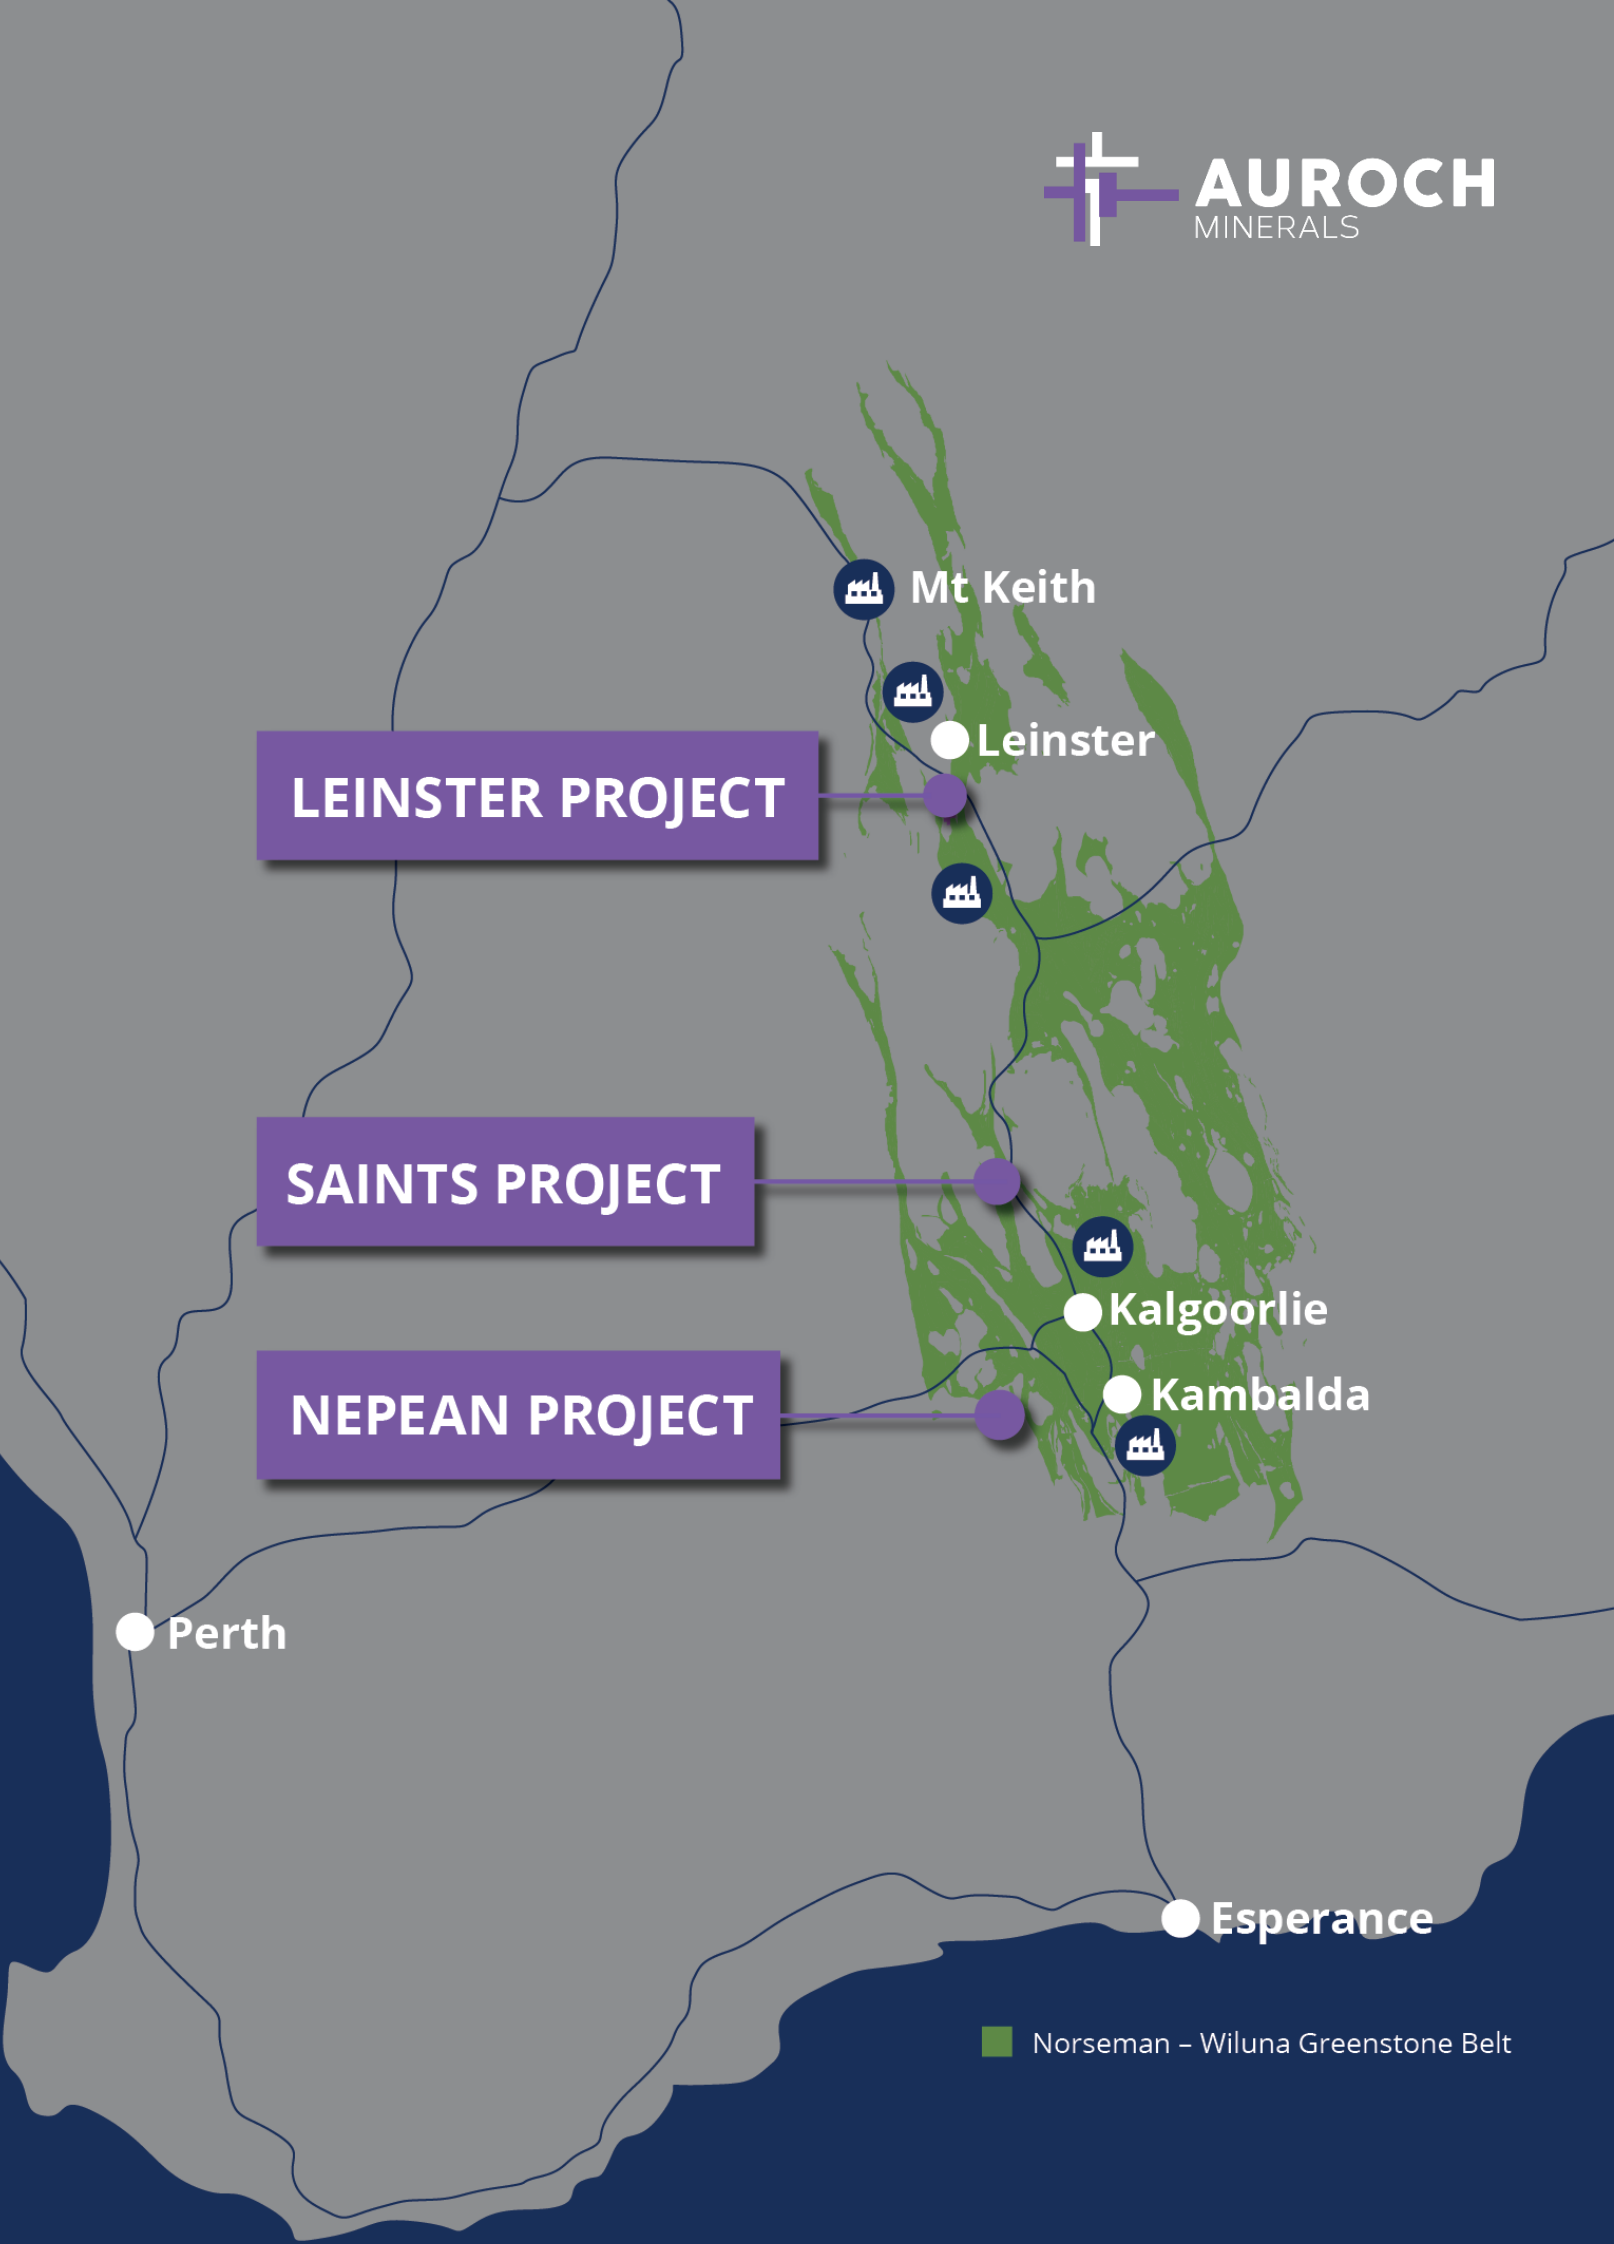 AUROCH
MINERALS
Mt Keith
Leinster
LEINSTER PROJECT
SAINTS PROJECT
Kalgoorlie
Kambalda
NEPEAN PROJECT
Perth
Esperance
Norseman – Wiluna Greenstone Belt